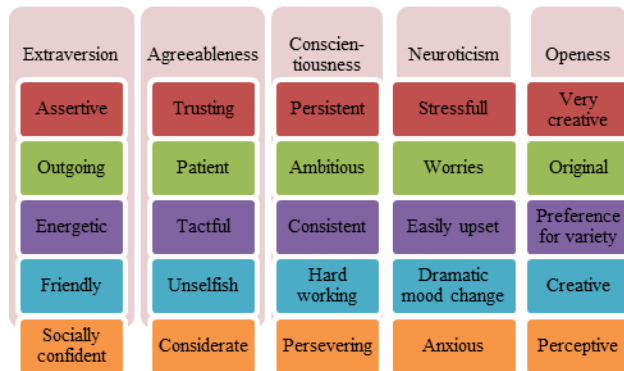 Extraversion
Agreeableness
Conscien-
tiousness
Neuroticism
Openess
Assertive
Trusting
Persistent
Stressfull
Very
creative
Outgoing
Patient
Ambitious
Worries
Original
Energetic
Tactful
Consistent
Easily upset
Preference
for variety
Friendly
Unselfish
Hard
working
Dramatic
mood change
Creative
Socially
confident
Considerate
Persevering
Anxious
Perceptive